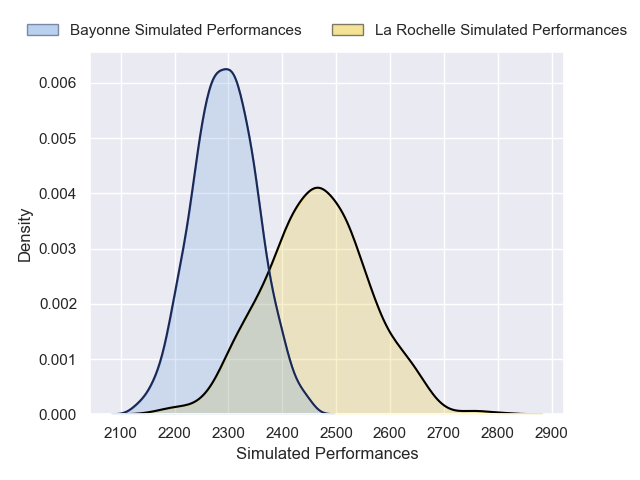 Bayonne Simulated Performances La Rochelle Simulated Performances
0.006
0.005
0.004
0.003
0.002
0.001
0.000
Density
2100 2200 2300 2400 2500 2600 2700 2800 2900
Simulated Performances